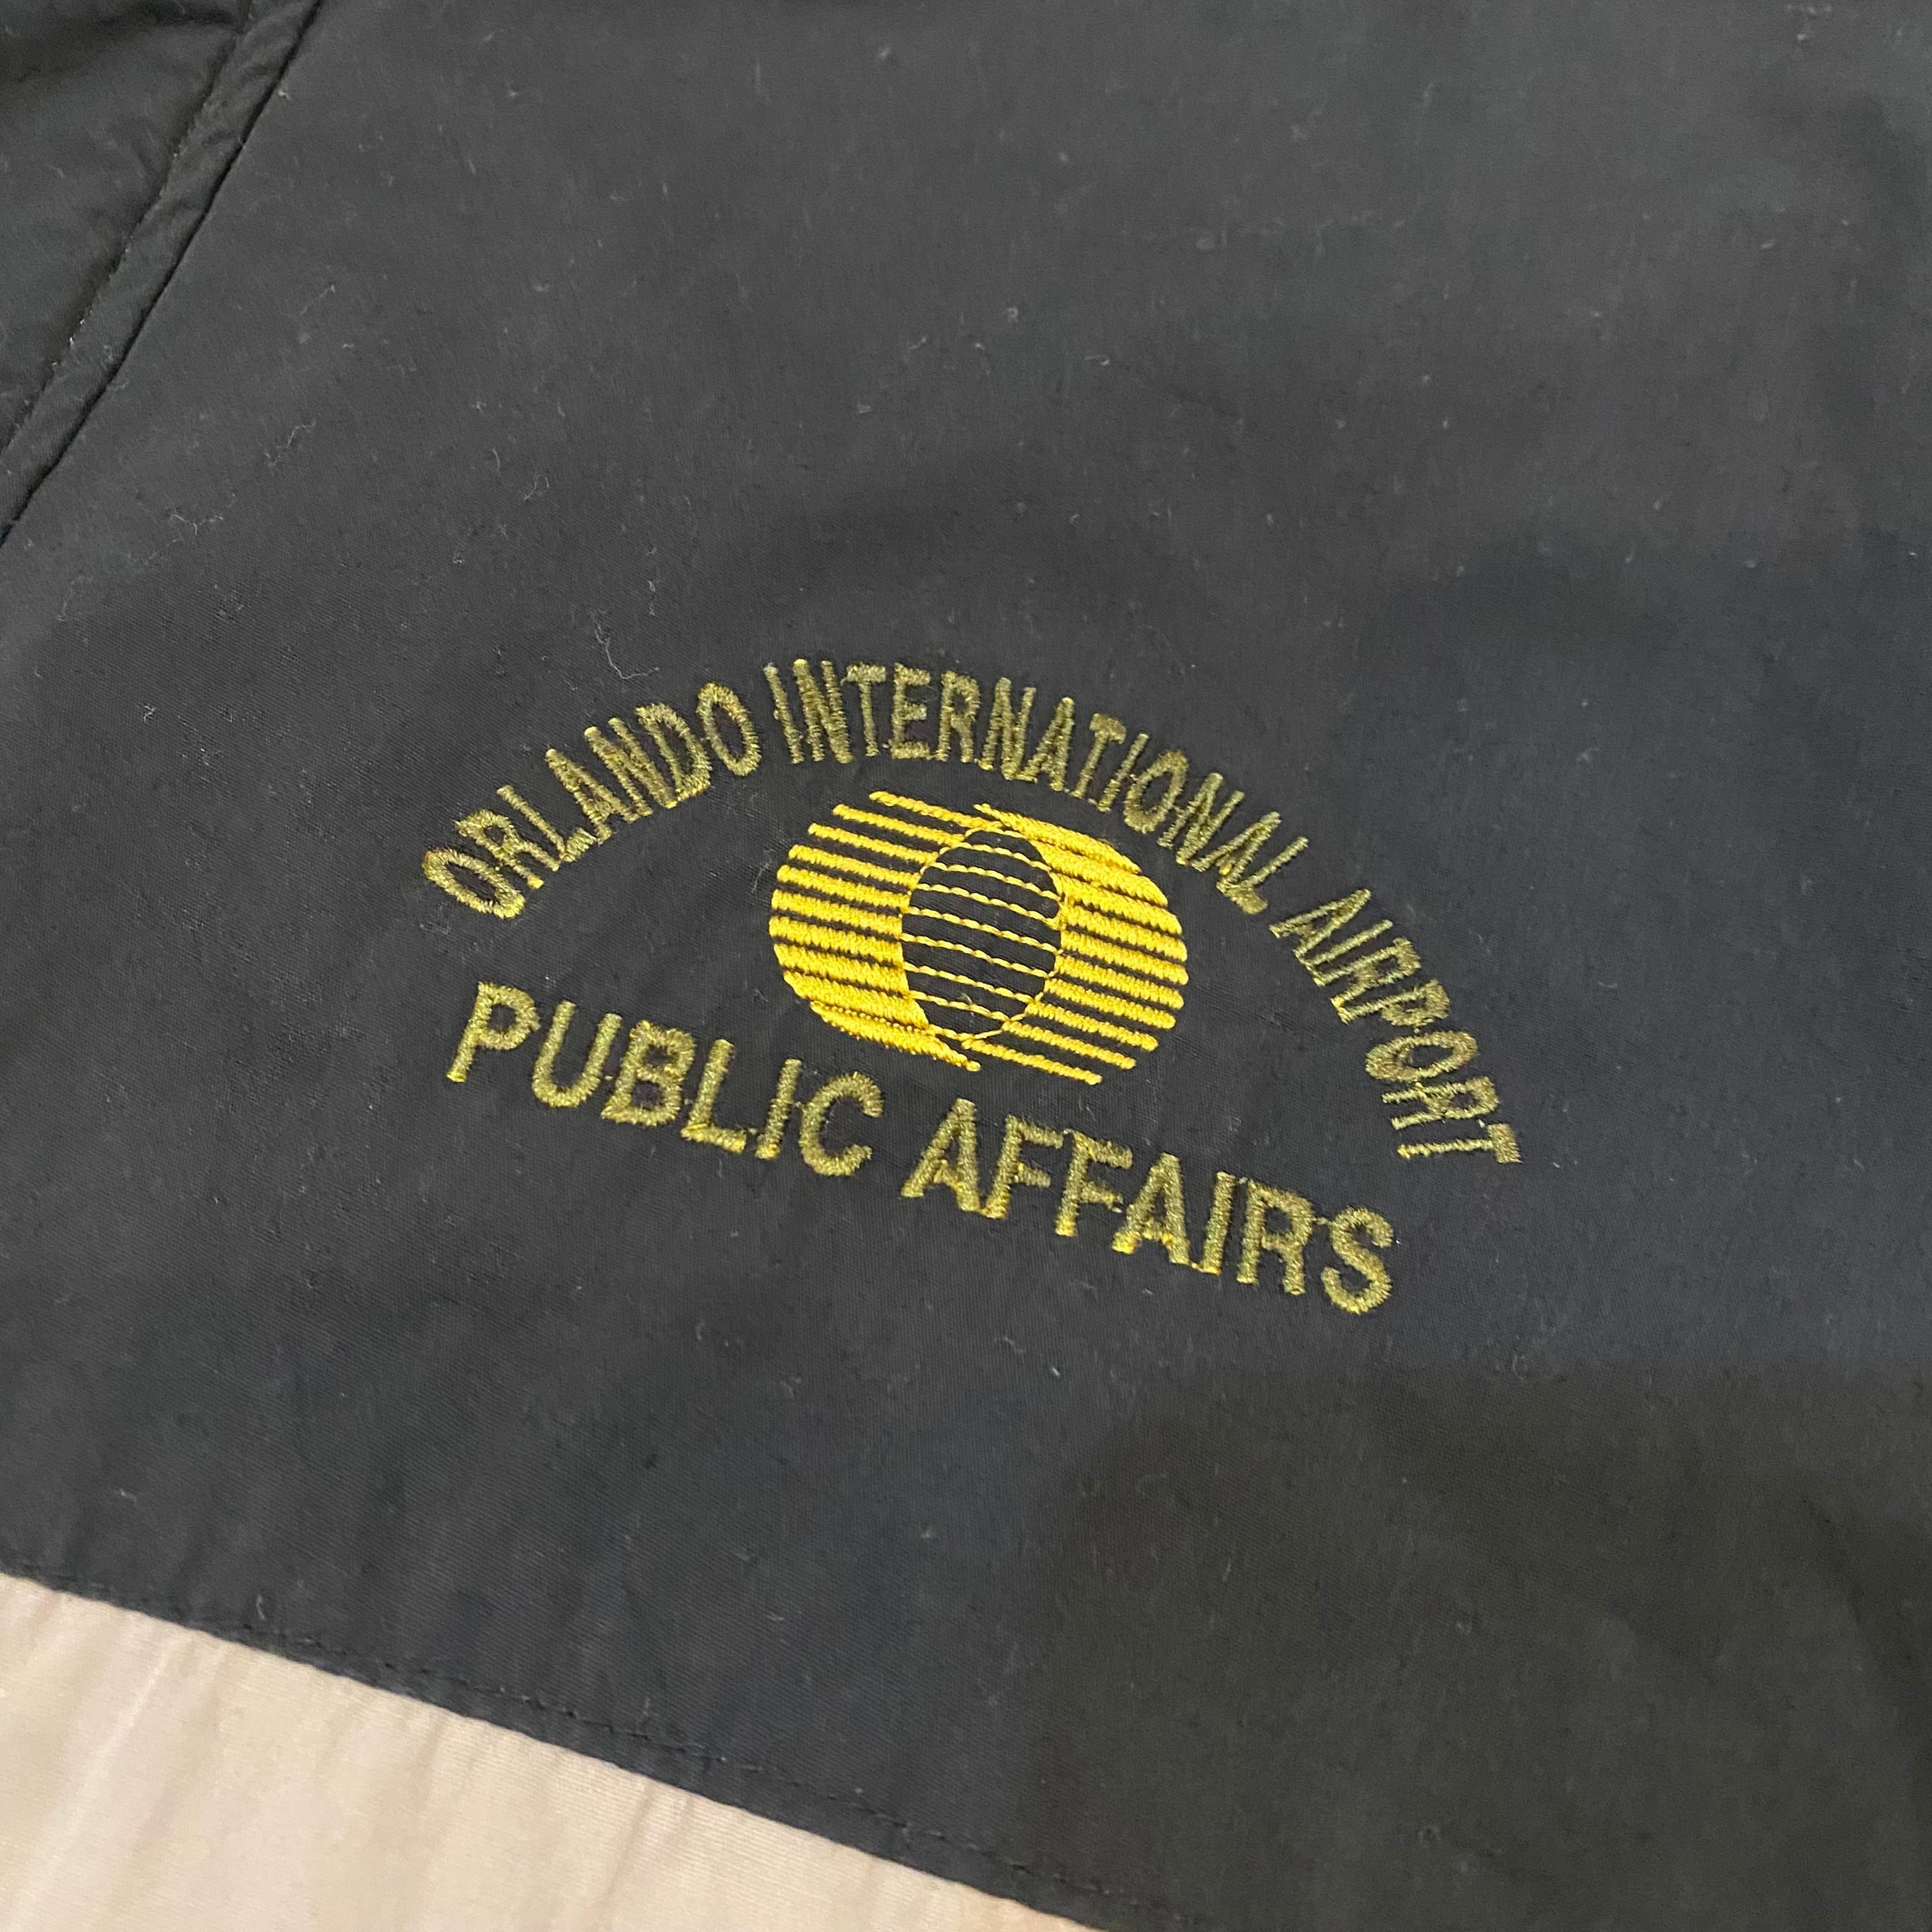 ORLANDO INTERNATIONAL AIRPORT
PUBLIC AFFAIRS